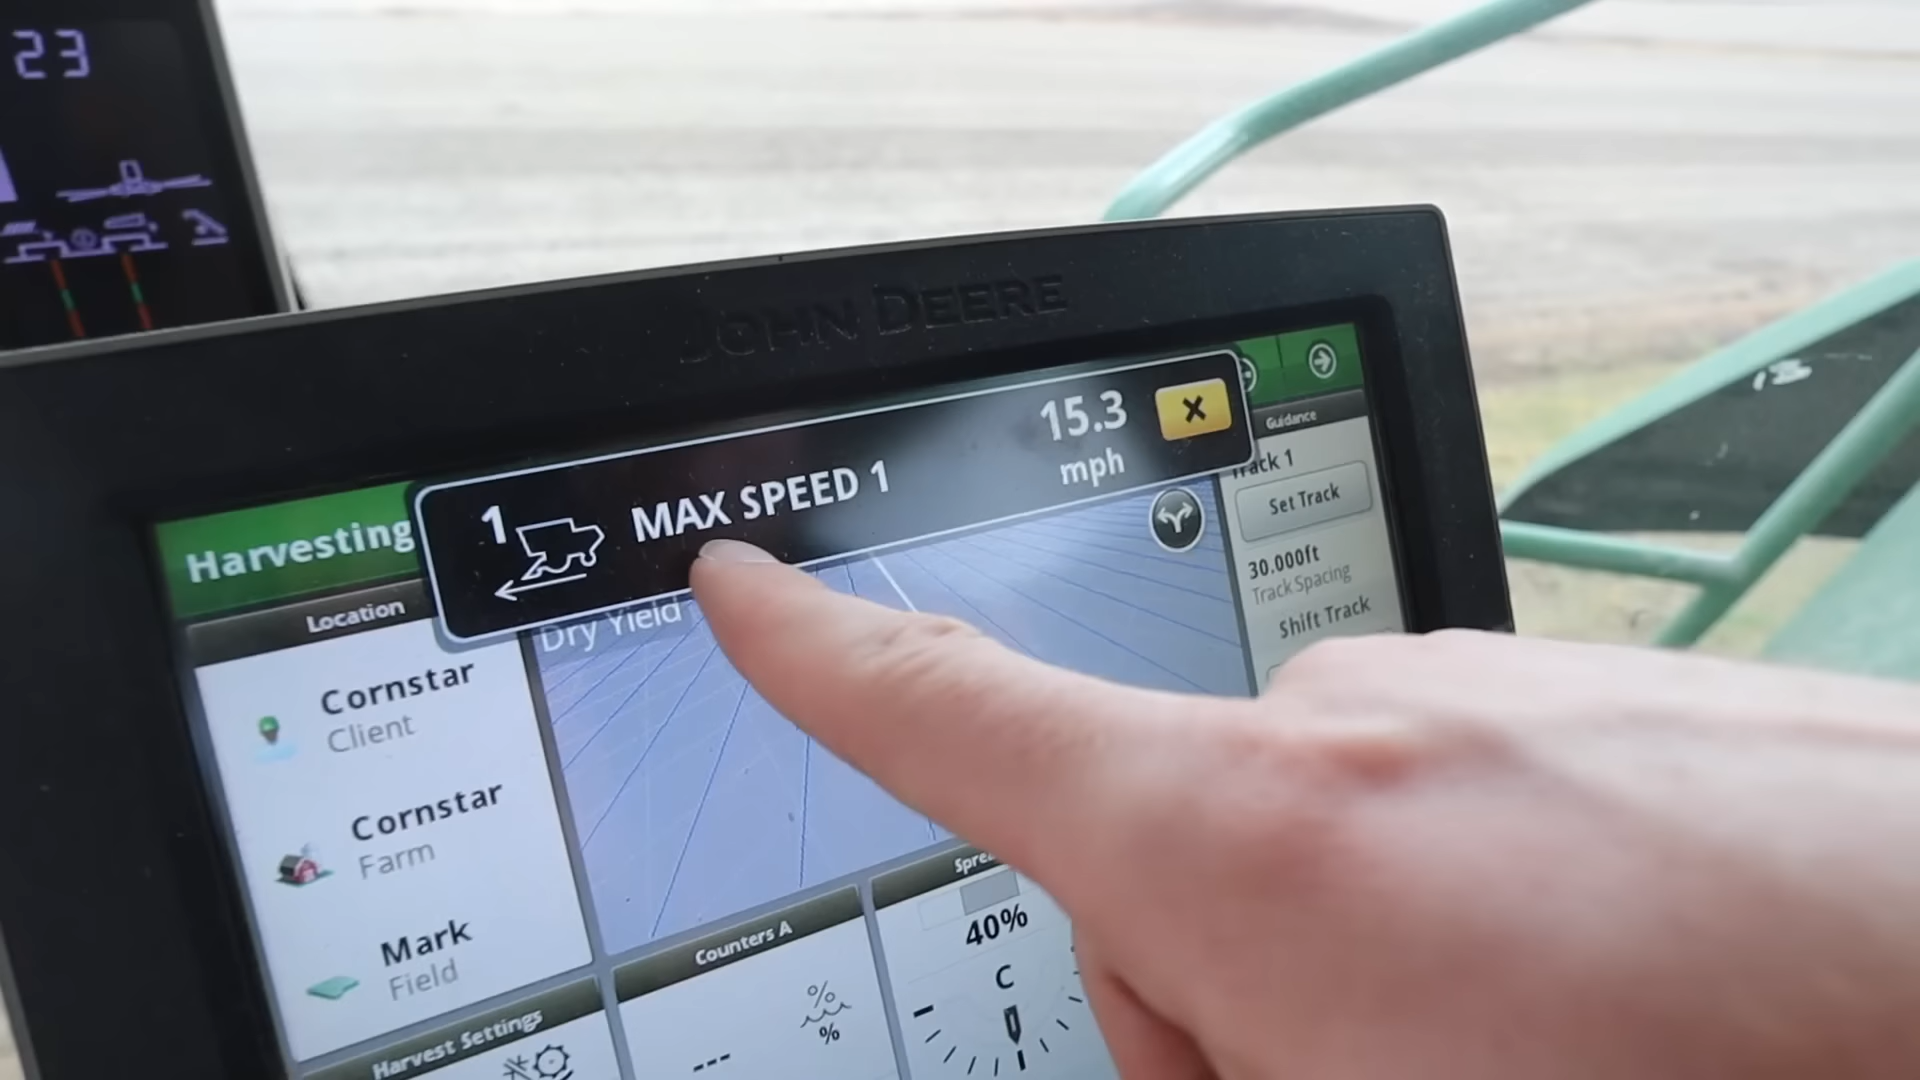 23
JOHN DEERE
Harvesting
1
MAX SPEED 1
15.3
mph
X
Location
Cornstar
Client
Cornstar
Farm
Mark
Field
Harvest Settings
Dry Yield
Guidance
Track 1
Set Track
30.000ft
Track Spacing
Shift Track
Counters A
%
%
---
40%
C